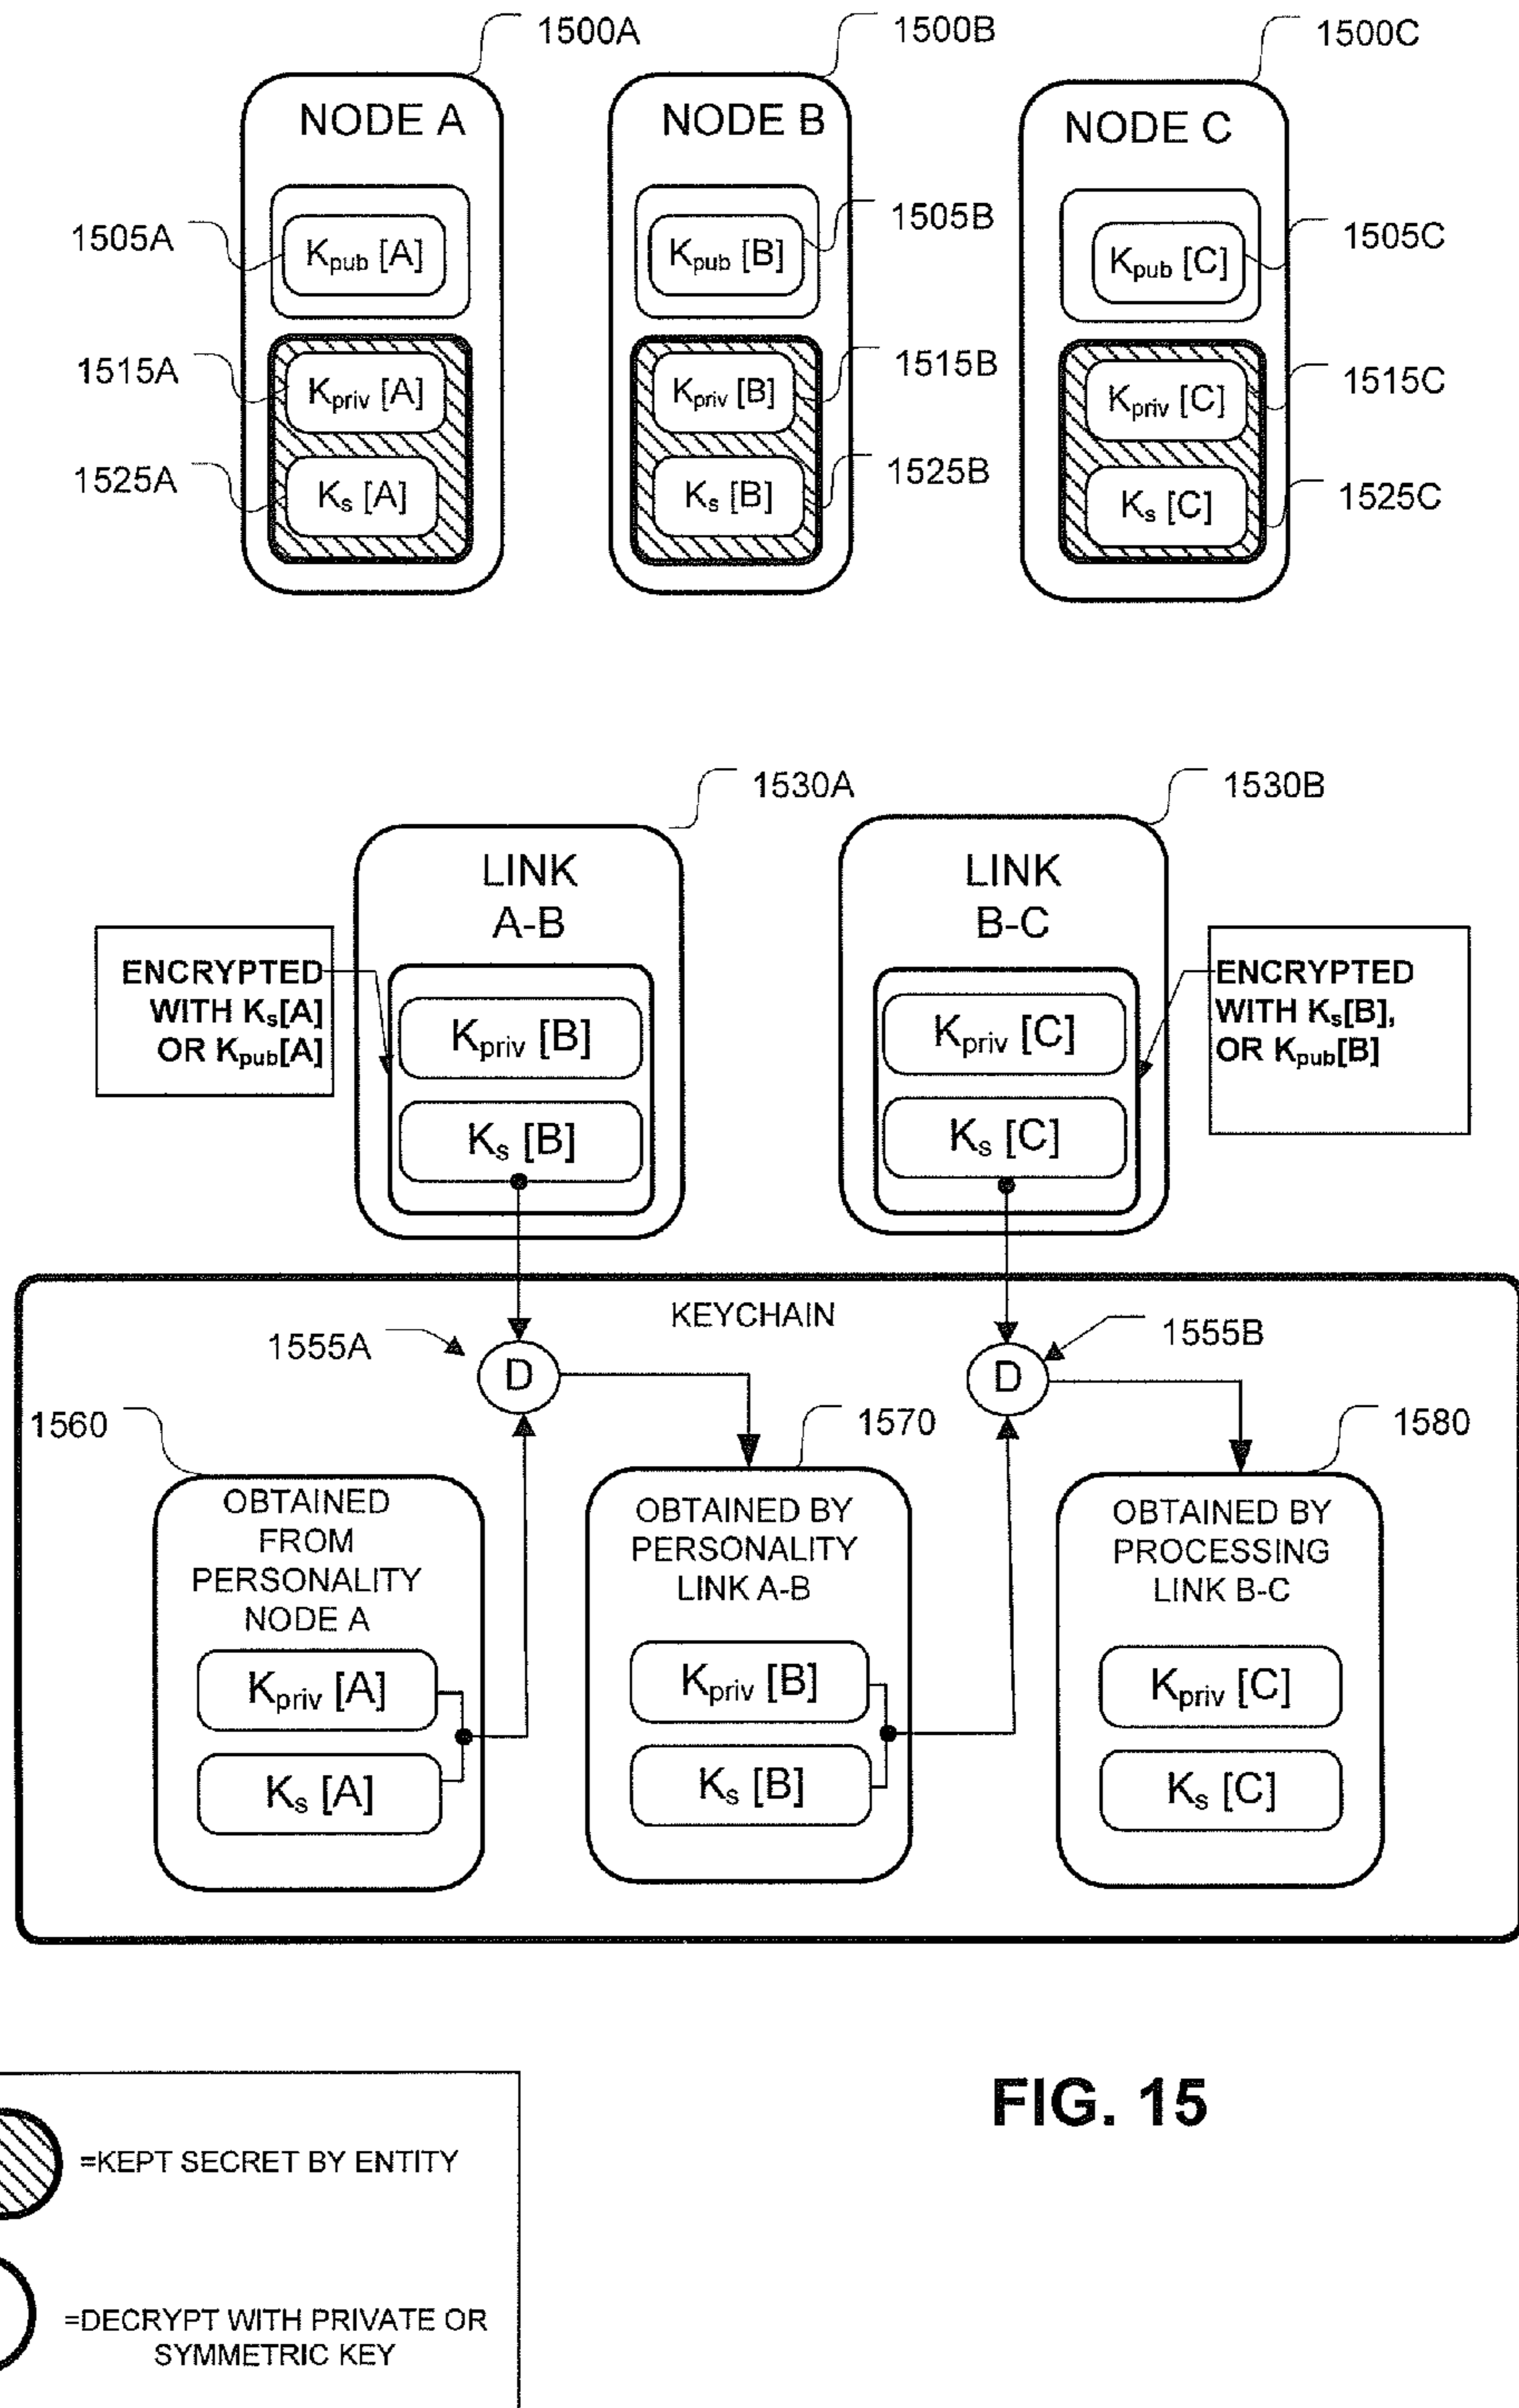 1500A
1500B
1500C
NODE A
NODE B
NODE C
1505A
Kpub [A]
Kpub [B]
1505B
Kpub [C]
1505C
1515A
Kpriv [A]
Kpriv [B]
1515B
Kpriv [C]
1515C
1525A
Ks [A]
Ks [B]
1525B
Ks [C]
1525C
1530A
1530B
LINK
A-B
LINK
B-C
ENCRYPTED
WITH Ks[A]
OR Kpub[A]
Kpriv [B]
Ks [B]
Kpriv [C]
Ks [C]
ENCRYPTED
WITH Ks[B],
OR Kpub[B]
KEYCHAIN
1555A
D
D
1555B
1560
1570
1580
OBTAINED
FROM
PERSONALITY
NODE A
Kpriv [A]
Ks [A]
OBTAINED BY
PERSONALITY
LINK A-B
Kpriv [B]
Ks [B]
OBTAINED BY
PROCESSING
LINK B-C
Kpriv [C]
Ks [C]
FIG. 15
=KEPT SECRET BY ENTITY
=DECRYPT WITH PRIVATE OR
SYMMETRIC KEY